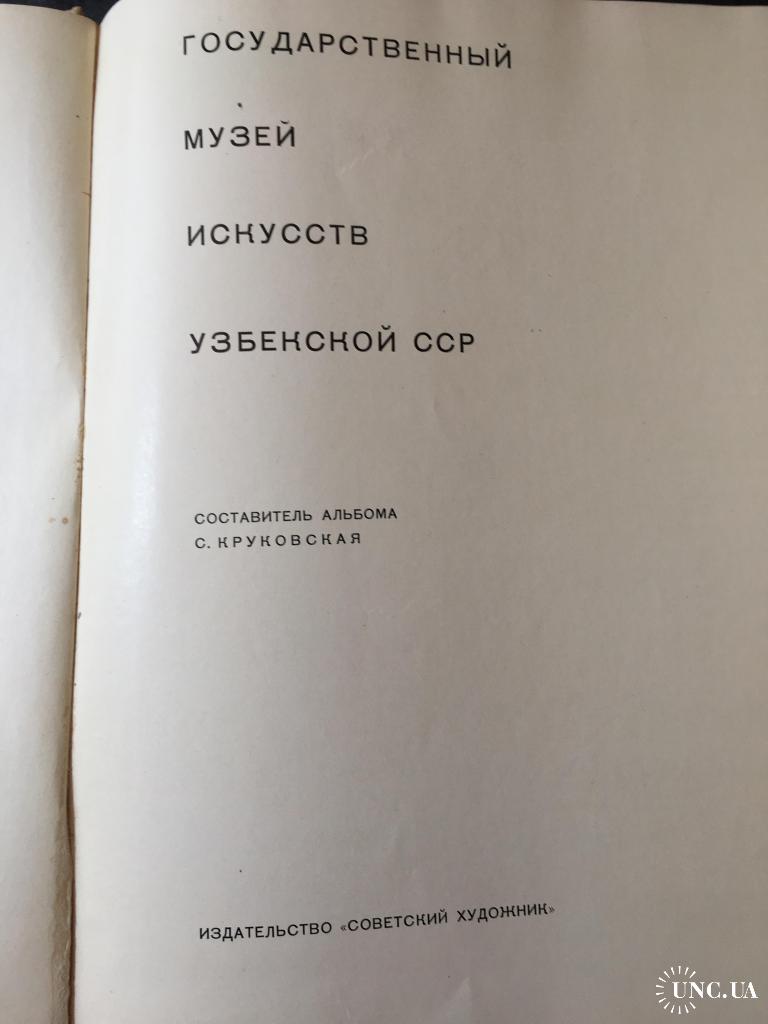 ГОСУДАРСТВЕННЫЙ
МУЗЕЙ
ИСКУССТВ
УЗБЕКСКОЙ ССР
СОСТАВИТЕЛЬ АЛЬБОМА
С. КРУКОВСКАЯ
ИЗДАТЕЛЬСТВО «СОВЕТСКИЙ ХУДОЖНИК»
UNC.UA